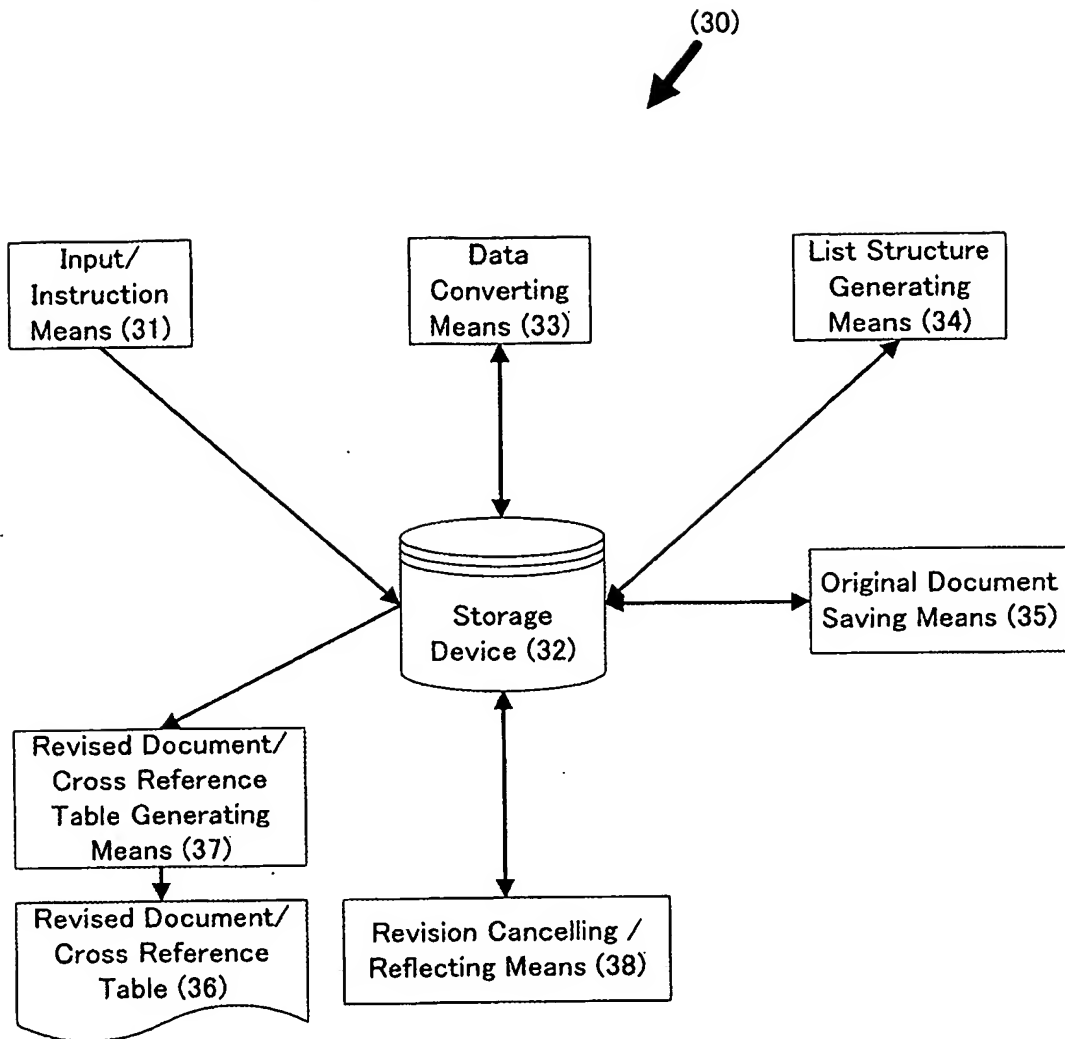 (30)
Input/
Instruction
Means (31)
Data
Converting
Means (33)
List Structure
Generating
Means (34)
Storage
Device (32)
Original Document
Saving Means (35)
Revised Document/
Cross Reference
Table Generating
Means (37)
Revised Document/
Cross Reference
Table (36)
Revision Cancelling /
Reflecting Means (38)